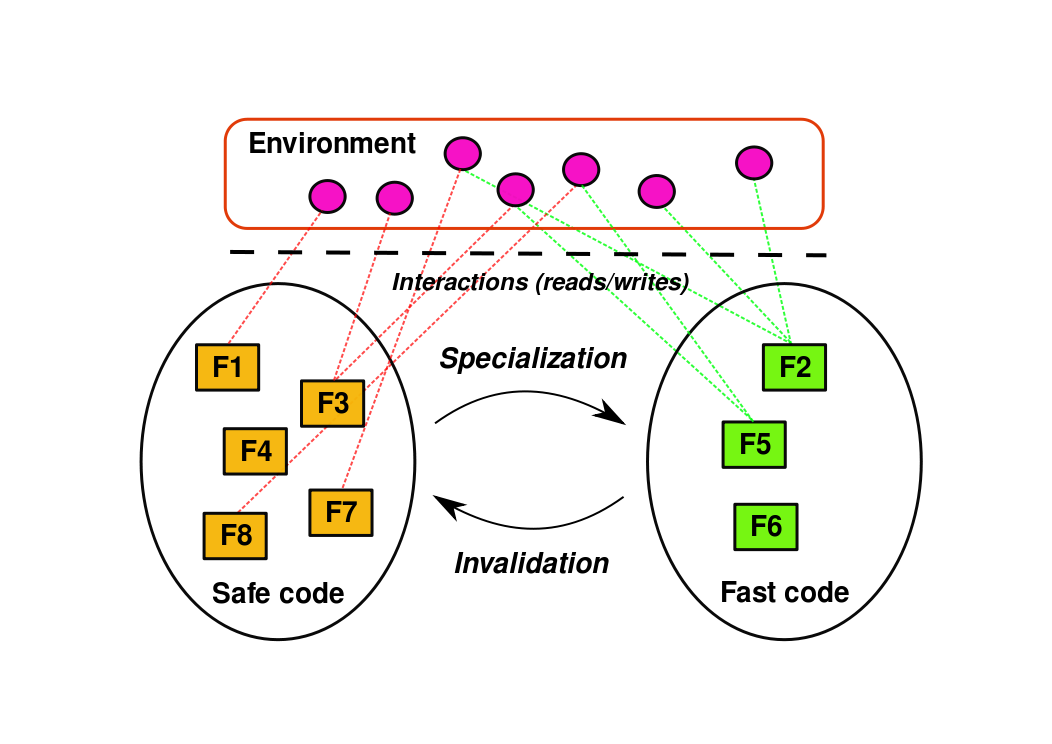 Environment
Interactions (reads/writes)
Specialization
F1
F3
F4
F7
F8
Safe code
F2
F5
F6
Fast code
Invalidation